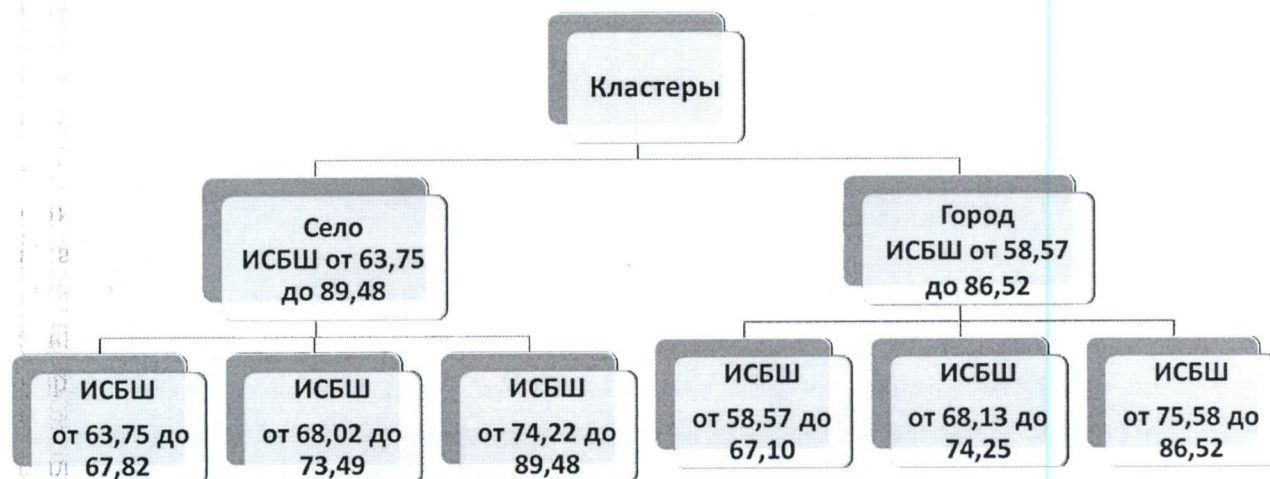 Кластеры
Село
ИСБШ от 63,75
до 89,48
Город
ИСБШ от 58,57
до 86,52
ИСБШ
от 63,75 до
67,82
ИСБШ
от 68,02 до
73,49
ИСБШ
от 74,22 до
89,48
ИСБШ
от 58,57 до
67,10
ИСБШ
от 68,13 до
74,25
ИСБШ
от 75,58 до
86,52